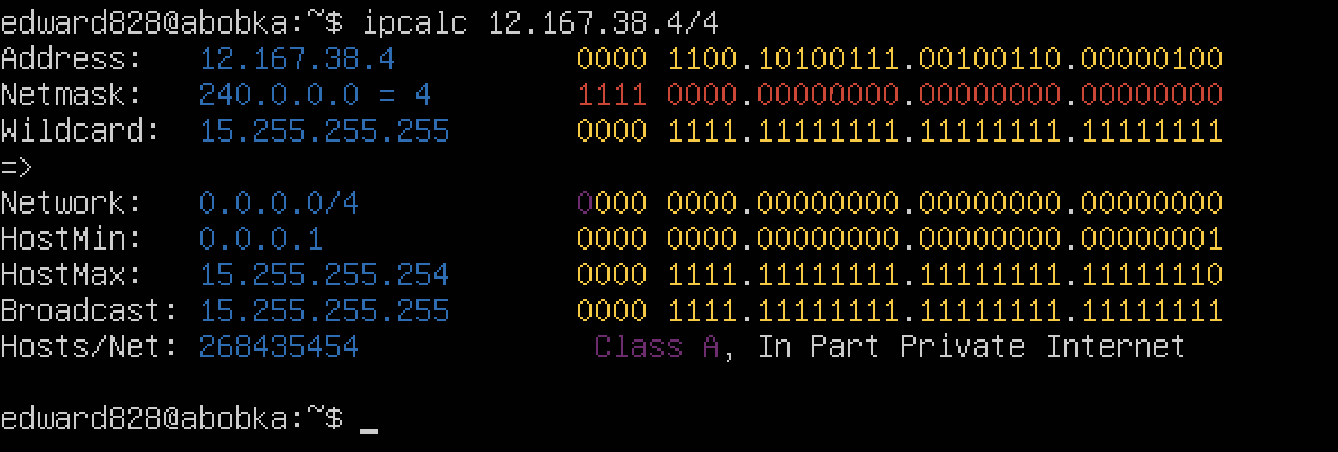 edward828@abobka:~$ ipcalc 12.167.38.4/4
Address:   12.167.38.4          0000 1100.10100111.00100110.00000100
Netmask:   240.0.0.0 = 4        1111 0000.00000000.00000000.00000000
Wildcard:  15.255.255.255       0000 1111.11111111.11111111.11111111
=>
Network:   0.0.0.0/4            0000 0000.00000000.00000000.00000000
HostMin:   0.0.0.1              0000 0000.00000000.00000000.00000001
HostMax:   15.255.255.254       0000 1111.11111111.11111111.11111110
Broadcast: 15.255.255.255       0000 1111.11111111.11111111.11111111
Hosts/Net: 268435454             Class A, In Part Private Internet
edward828@abobka:~$ _